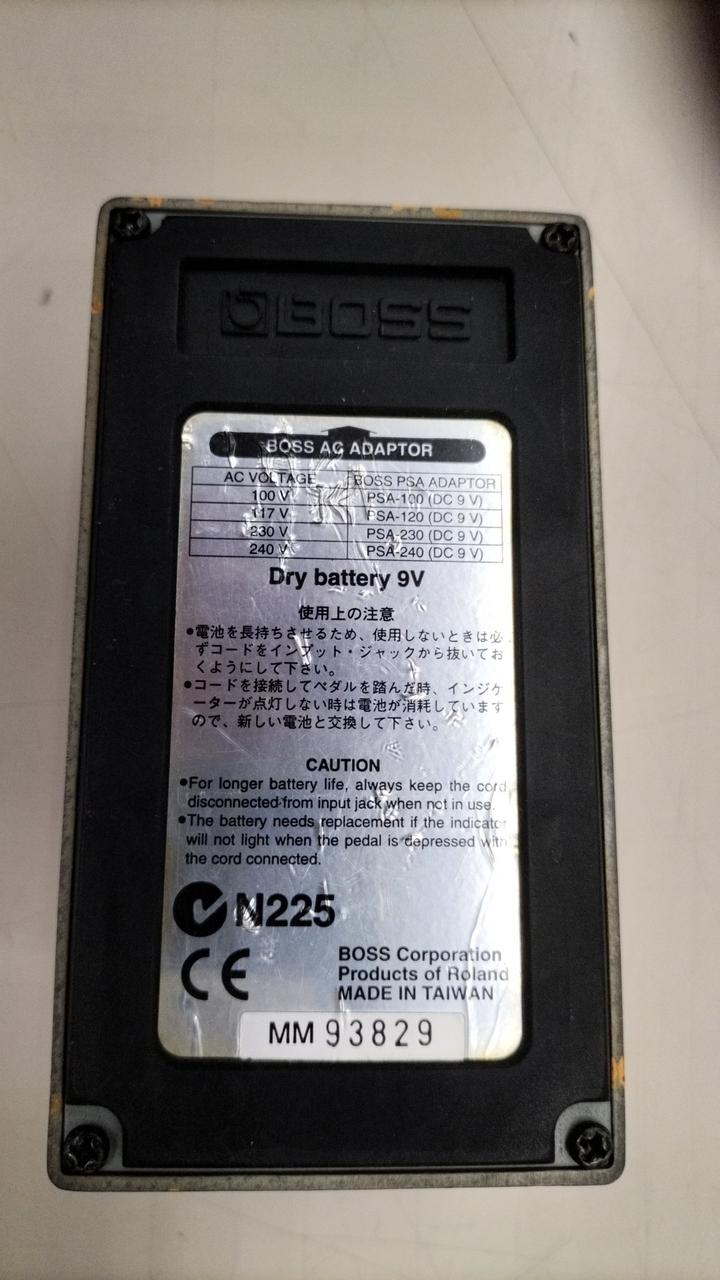 BOSS
BOSS AC ADAPTOR
AC VOLTAGE BOSS PSA ADAPTOR
100 V PSA-100 (DC 9 V)
117 V PSA-120 (DC 9 V)
230 V PSA-230 (DC 9 V)
240 V PSA-240 (DC 9 V)
Dry battery 9V
使用上の注意
●電池を長持ちさせるため、使用しないときは必
ずコードをインプット・ジャックから抜いてお
くようにして下さい。
●コードを接続してペダルを踏んだ時、インジケ
ーターが点灯しない時は電池が消耗しています
ので、新しい電池と交換して下さい。
CAUTION
●For longer battery life, always keep the cord
disconnected from input jack when not in use.
●The battery needs replacement if the indicator
will not light when the pedal is depressed with
the cord connected.
N225
CE
BOSS Corporation
Products of Roland
MADE IN TAIWAN
MM 93829